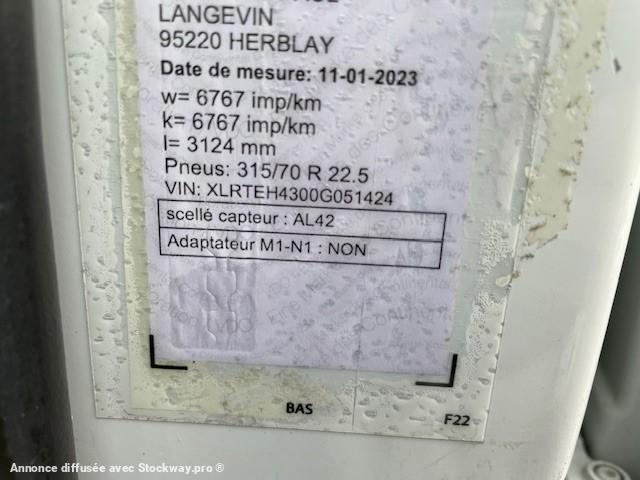 LANGEVIN
95220 HERBLAY
Date de mesure: 11-01-2023
w= 6767 imp/km
k= 6767 imp/km
l= 3124 mm
Pneus: 315/70 R 22.5
VIN: XLRTEH4300G051424
scellé capteur : AL42
Adaptateur M1-N1 : NON
BAS
F22
Annonce diffusée avec Stockway.pro ®